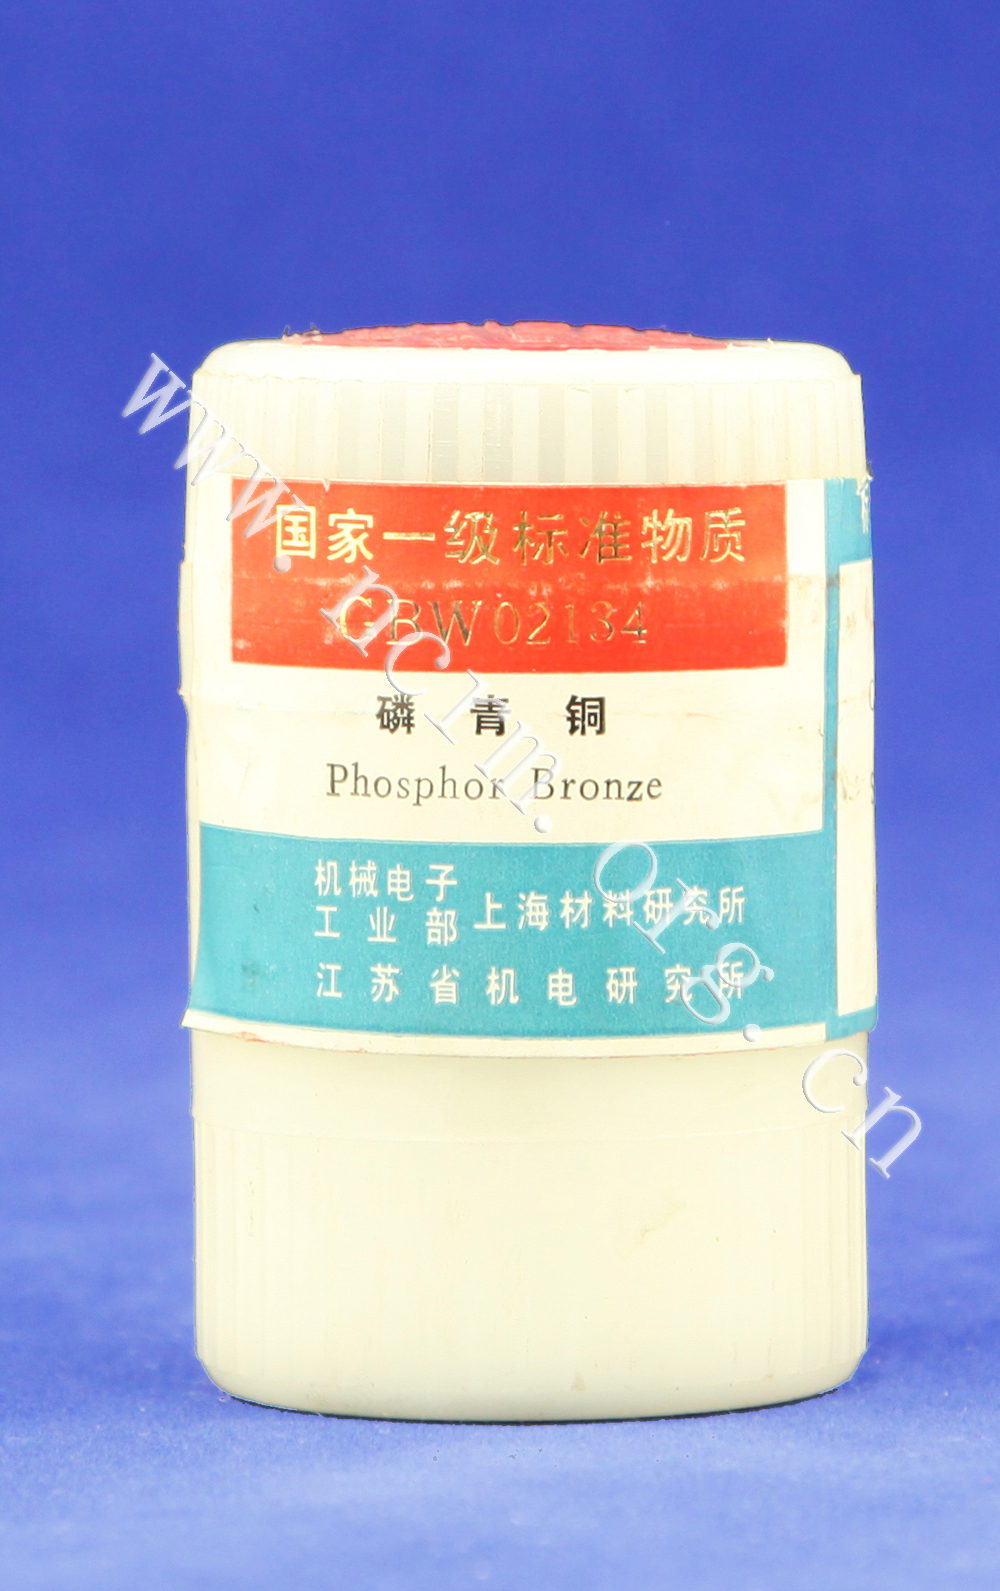 国家一级标准物质
GBW02134
磷青铜
Phosphor Bronze
机械电子
工业部
上海材料研究所
江苏省机电研究所
www.ncrm.org.cn